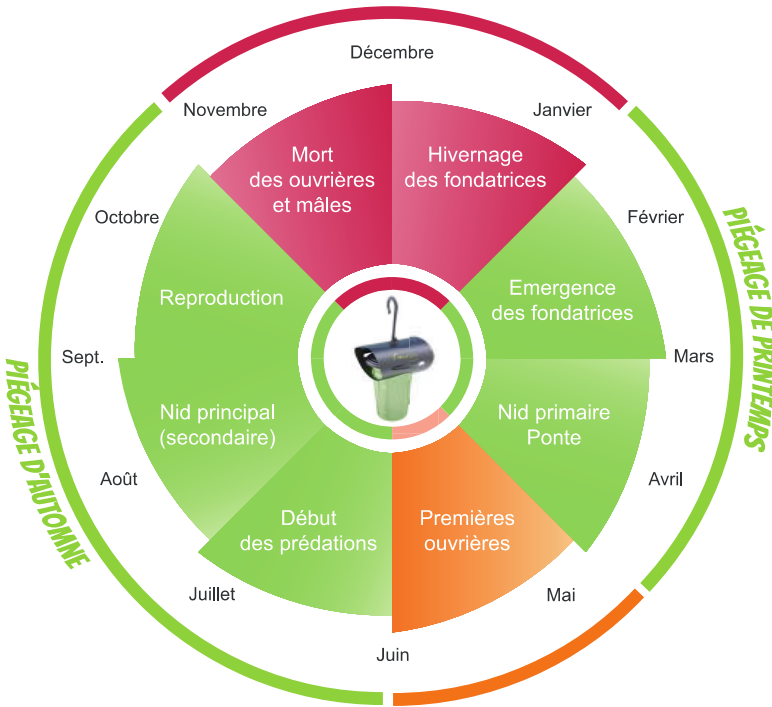 Décembre
Janvier
Février
Mars
Avril
Mai
Juin
Juillet
Août
Sept.
Octobre
Novembre
Hivernage
des fondatrices
Emergence
des fondatrices
Nid primaire
Ponte
Premières
ouvrières
Début
des prédations
Nid principal
(secondaire)
Reproduction
Mort
des ouvrières
et mâles
PIÉGEAGE DE PRINTEMPS
PIÉGEAGE D'AUTOMNE